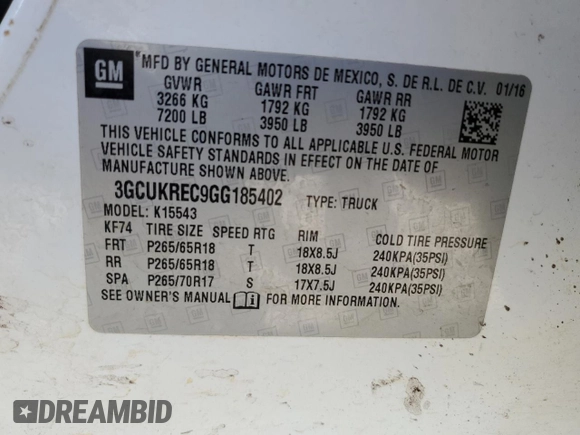 GM
MFD BY GENERAL MOTORS DE MEXICO, S. DE R.L. DE C.V. 01/16
GVWR GAWR FRT GAWR RR
3266 KG 1792 KG 1792 KG
7200 LB 3950 LB 3950 LB
THIS VEHICLE CONFORMS TO ALL APPLICABLE U.S. FEDERAL MOTOR
VEHICLE SAFETY STANDARDS IN EFFECT ON THE DATE OF
MANUFACTURE SHOWN ABOVE.
3GCUKREC9GG185402 TYPE: TRUCK
MODEL: K15543
KF74 TIRE SIZE SPEED RTG RIM COLD TIRE PRESSURE
FRT P265/65R18 T 18X8.5J 240KPA(35PSI)
RR P265/65R18 T 18X8.5J 240KPA(35PSI)
SPA P265/70R17 S 17X7.5J 240KPA(35PSI)
SEE OWNER'S MANUAL FOR MORE INFORMATION.
DREAMBID